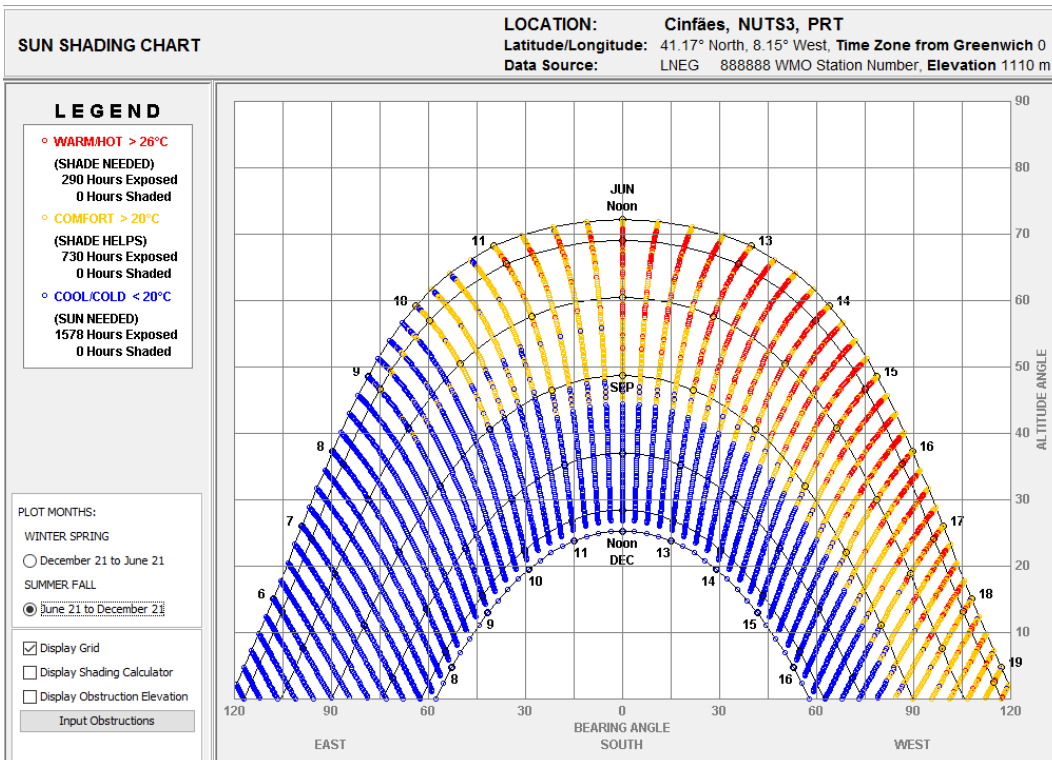 SUN SHADING CHART
LOCATION: Cinfães, NUTS3, PRT
Latitude/Longitude: 41.17° North, 8.15° West, Time Zone from Greenwich 0
Data Source: LNEG 888888 WMO Station Number, Elevation 1110 m
LEGEND
WARM/HOT > 26°C
(SHADE NEEDED)
290 Hours Exposed
0 Hours Shaded
COMFORT > 20°C
(SHADE HELPS)
730 Hours Exposed
0 Hours Shaded
COOL/COLD < 20°C
(SUN NEEDED)
1578 Hours Exposed
0 Hours Shaded
PLOT MONTHS:
WINTER SPRING
December 21 to June 21
SUMMER FALL
June 21 to December 21
Display Grid
Display Shading Calculator
Display Obstruction Elevation
Input Obstructions
90
80
JUN
Noon
11 13
70
10 14
60
9 15
50
SEP
8 16
40
7 17
30
Noon
DEC
11 13
10 14
20
6 18
9 15
10
8 16
19
ALTITUDE ANGLE
120 90 60 30 0 30 60 90 120
BEARING ANGLE
EAST SOUTH WEST